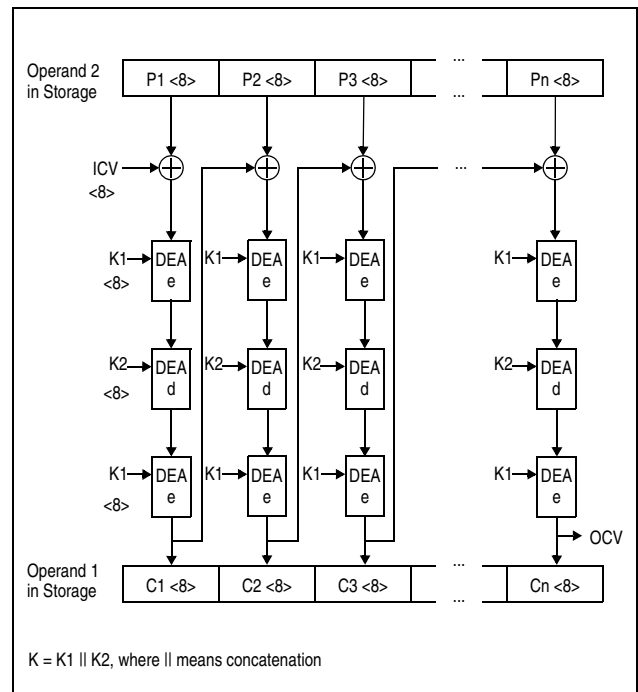 Operand 2
in Storage
P1 <8> P2 <8> P3 <8> ... ... Pn <8>
ICV
<8>
...
K1 DEA e K1 DEA e K1 DEA e K1 DEA e
<8>
K2 DEA d K2 DEA d K2 DEA d K2 DEA d
<8>
K1 DEA e K1 DEA e K1 DEA e K1 DEA e
<8>
OCV
Operand 1
in Storage
C1 <8> C2 <8> C3 <8> ... ... Cn <8>
K = K1 || K2, where || means concatenation